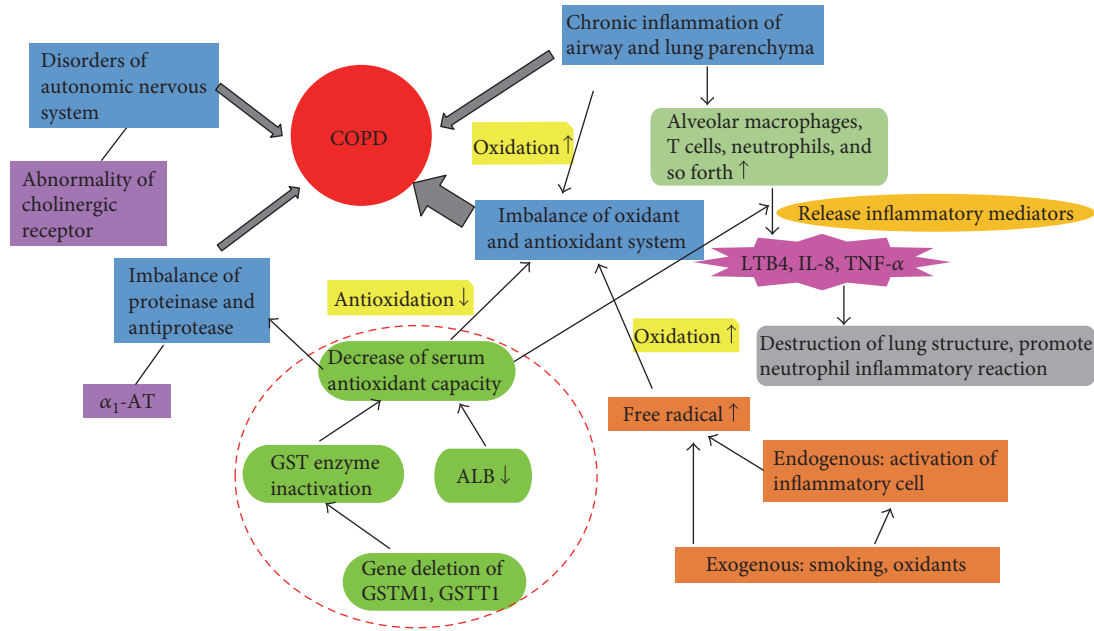 Disorders of
autonomic nervous
system
Abnormality of
cholinergic
receptor
COPD
Chronic inflammation of
airway and lung parenchyma
Oxidation ↑
Alveolar macrophages,
T cells, neutrophils, and
so forth ↑
Release inflammatory mediators
Imbalance of oxidant
and antioxidant system
LTB4, IL-8, TNF-α
Imbalance of
proteinase and
antiprotease
Antioxidation ↓
Oxidation ↑
Destruction of lung structure, promote
neutrophil inflammatory reaction
Decrease of serum
antioxidant capacity
α₁-AT
Free radical ↑
GST enzyme
inactivation
ALB ↓
Endogenous: activation of
inflammatory cell
Exogenous: smoking, oxidants
Gene deletion of
GSTM1, GSTT1